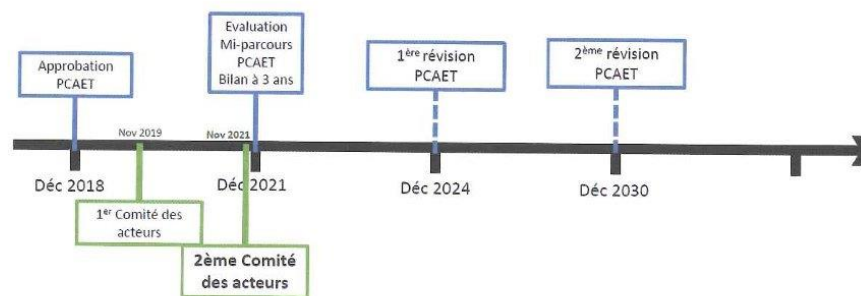 Approbation
PCAET
Evaluation
Mi-parcours
PCAET
Bilan à 3 ans
1ère révision
PCAET
2ème révision
PCAET
Nov 2019
Nov 2021
Déc 2018
Déc 2021
Déc 2024
Déc 2030
1er Comité des
acteurs
2ème Comité
des acteurs